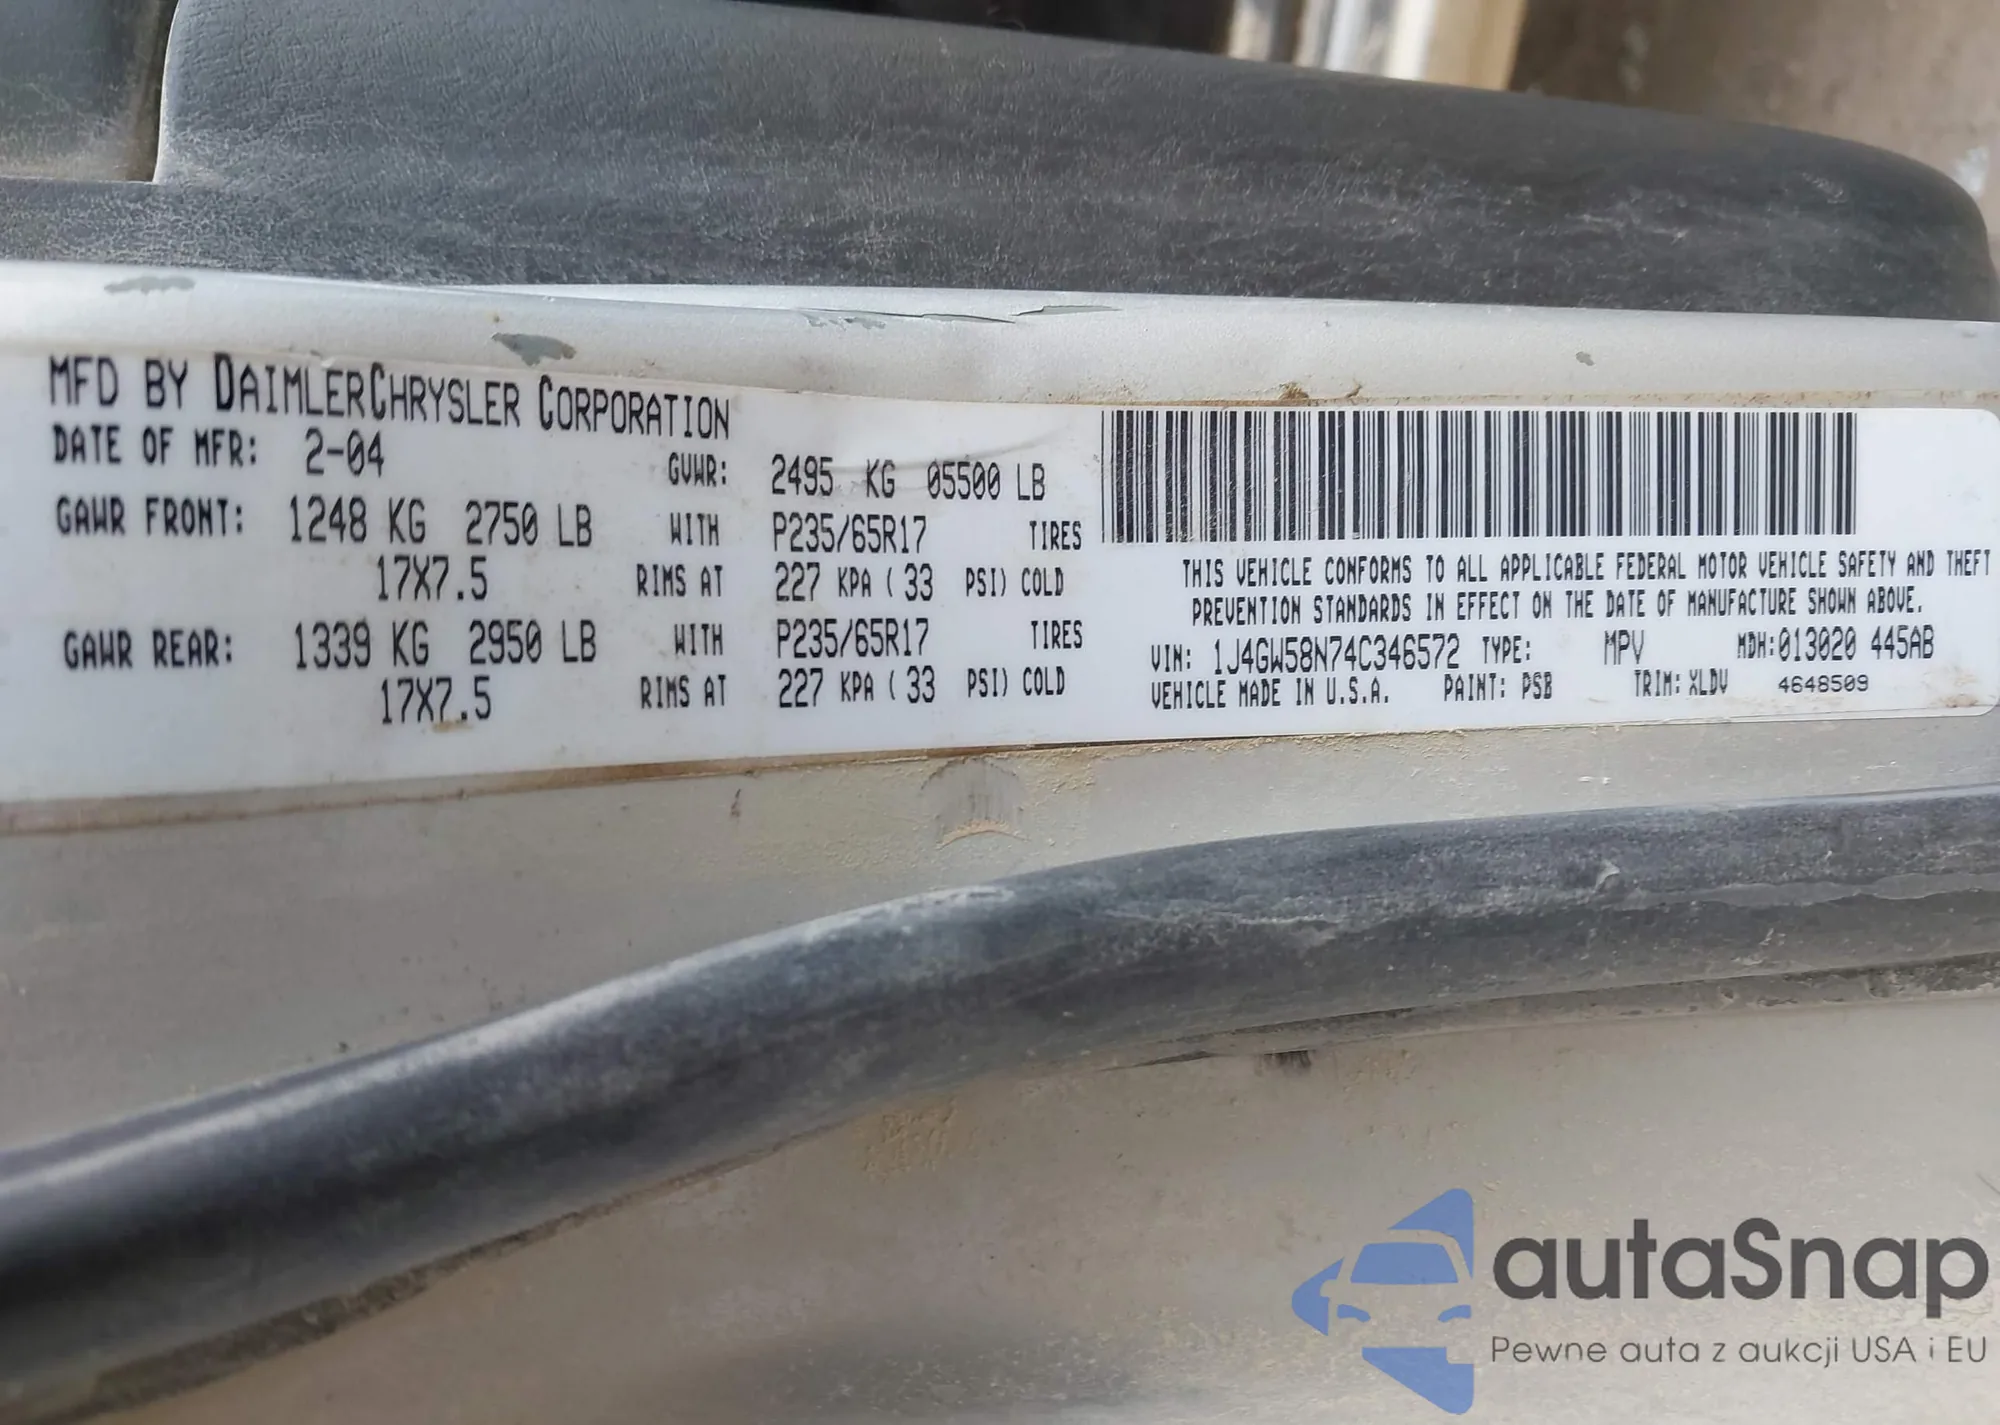 MFD BY DAIMLERCHRYSLER CORPORATION
DATE OF MFR: 2-04 GVWR: 2495 KG 05500 LB
GAWR FRONT: 1248 KG 2750 LB WITH P235/65R17 TIRES
17X7.5 RIMS AT 227 KPA (33 PSI) COLD
GAWR REAR: 1339 KG 2950 LB WITH P235/65R17 TIRES
17X7.5 RIMS AT 227 KPA (33 PSI) COLD
THIS VEHICLE CONFORMS TO ALL APPLICABLE FEDERAL MOTOR VEHICLE SAFETY AND THEFT
PREVENTION STANDARDS IN EFFECT ON THE DATE OF MANUFACTURE SHOWN ABOVE.
VIN: 1J4GW58N74C346572 TYPE: MPV MDH:013020 445AB
VEHICLE MADE IN U.S.A. PAINT: PSB TRIM: XLDV 4648509
autaSnap
Pewne auta z aukcji USA i EU